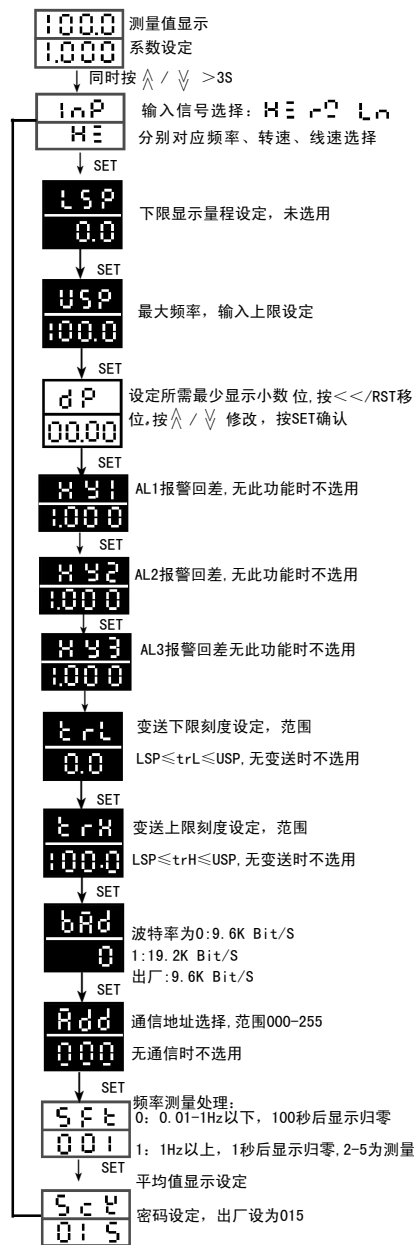 100.0 测量值显示
1.000 系数设定
同时按 ︽ / ︾ >3S
InP 输入信号选择：HZ r2 Ln
HZ 分别对应频率、转速、线速选择
SET
LSP
0.0 下限显示量程设定，未选用
SET
USP
100.0 最大频率，输入上限设定
SET
dP 设定所需最少显示小数 位,按<</RST移
00.00 位,按 ︽ / ︾ 修改，按SET确认
SET
HY1 AL1报警回差,无此功能时不选用
1.000
SET
HY2 AL2报警回差,无此功能时不选用
1.000
SET
HY3 AL3报警回差无此功能时不选用
1.000
trL 变送下限刻度设定，范围
0.0 LSP≤trL≤USP,无变送时不选用
SET
trH 变送上限刻度设定，范围
100.0 LSP≤trH≤USP,无变送时不选用
SET
bAd 波特率为0:9.6K Bit/S
0 1:19.2K Bit/S
出厂:9.6K Bit/S
SET
Add 通信地址选择,范围000-255
000 无通信时不选用
SET
频率测量处理:
SFt 0: 0.01-1Hz以下，100秒后显示归零
001 1: 1Hz以上，1秒后显示归零,2-5为测量
SET
平均值显示设定
ScY 密码设定，出厂设为015
015